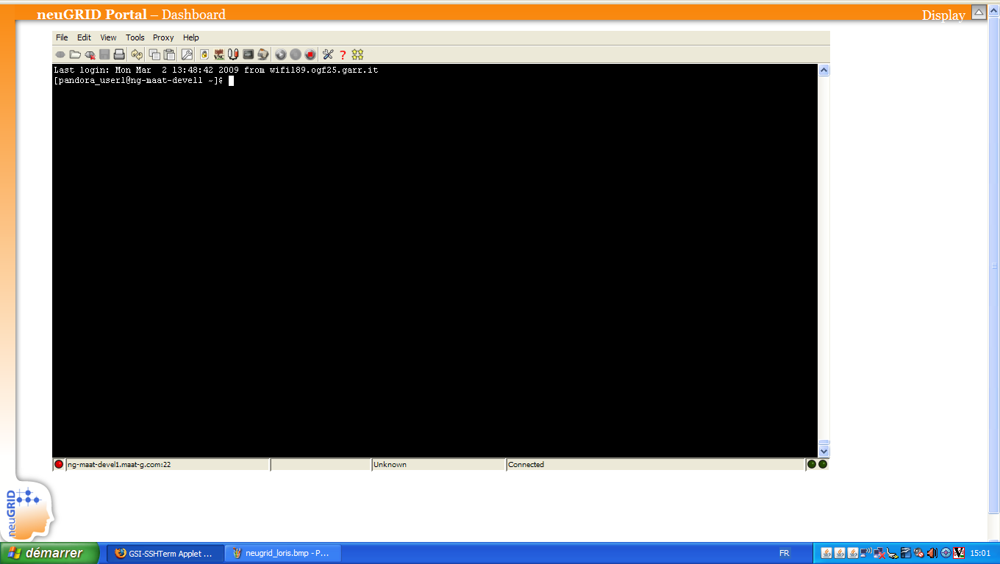 neuGRID Portal – Dashboard
Display
File Edit View Tools Proxy Help
Last login: Mon Mar  2 13:48:42 2009 from wifi189.ogf25.garr.it
[pandora_user1@ng-maat-devel1 ~]$
ng-maat-devel1.maat-g.com:22
Unknown
Connected
neuGRID
démarrer
GSI-SSHTerm Applet ...
neugrid_loris.bmp - P...
FR
15:01